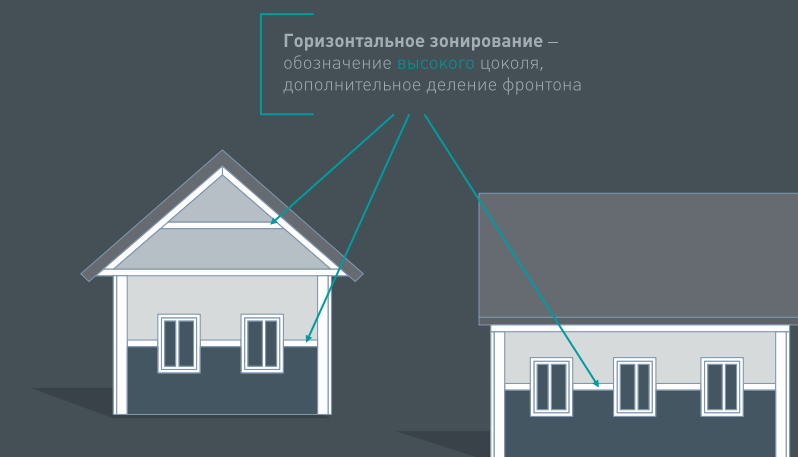 Горизонтальное зонирование –
обозначение высокого цоколя,
дополнительное деление фронтона